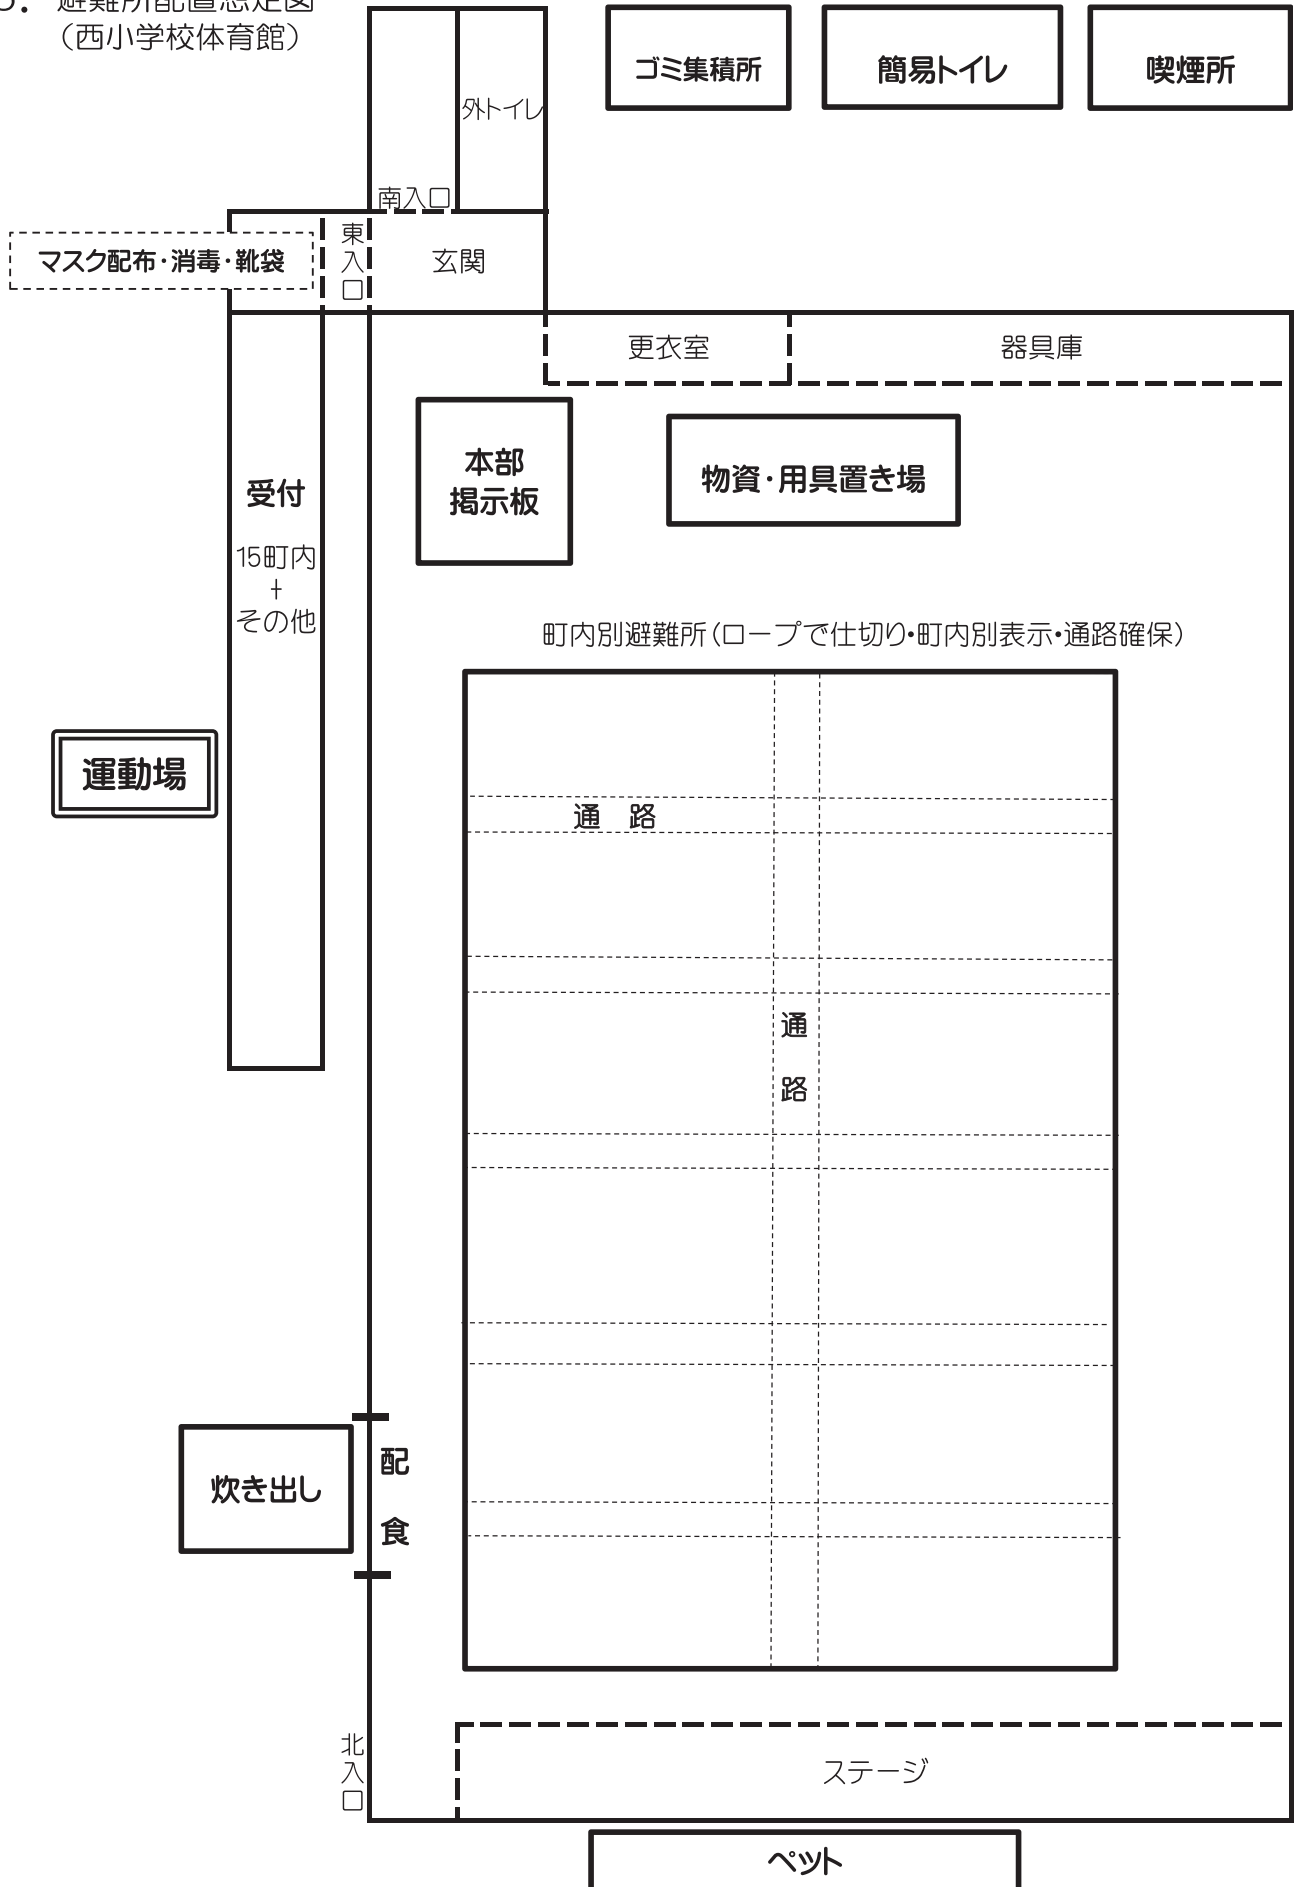 避難所配置想定図
（西小学校体育館）
ゴミ集積所
簡易トイレ
喫煙所
外トイレ
南入口
東入口
マスク配布・消毒・靴袋
玄関
更衣室
器具庫
本部
掲示板
物資・用具置き場
受付
15町内
+
その他
町内別避難所（ロープで仕切り・町内別表示・通路確保）
運動場
通　路
通
路
炊き出し
配
食
北入口
ステージ
ペット